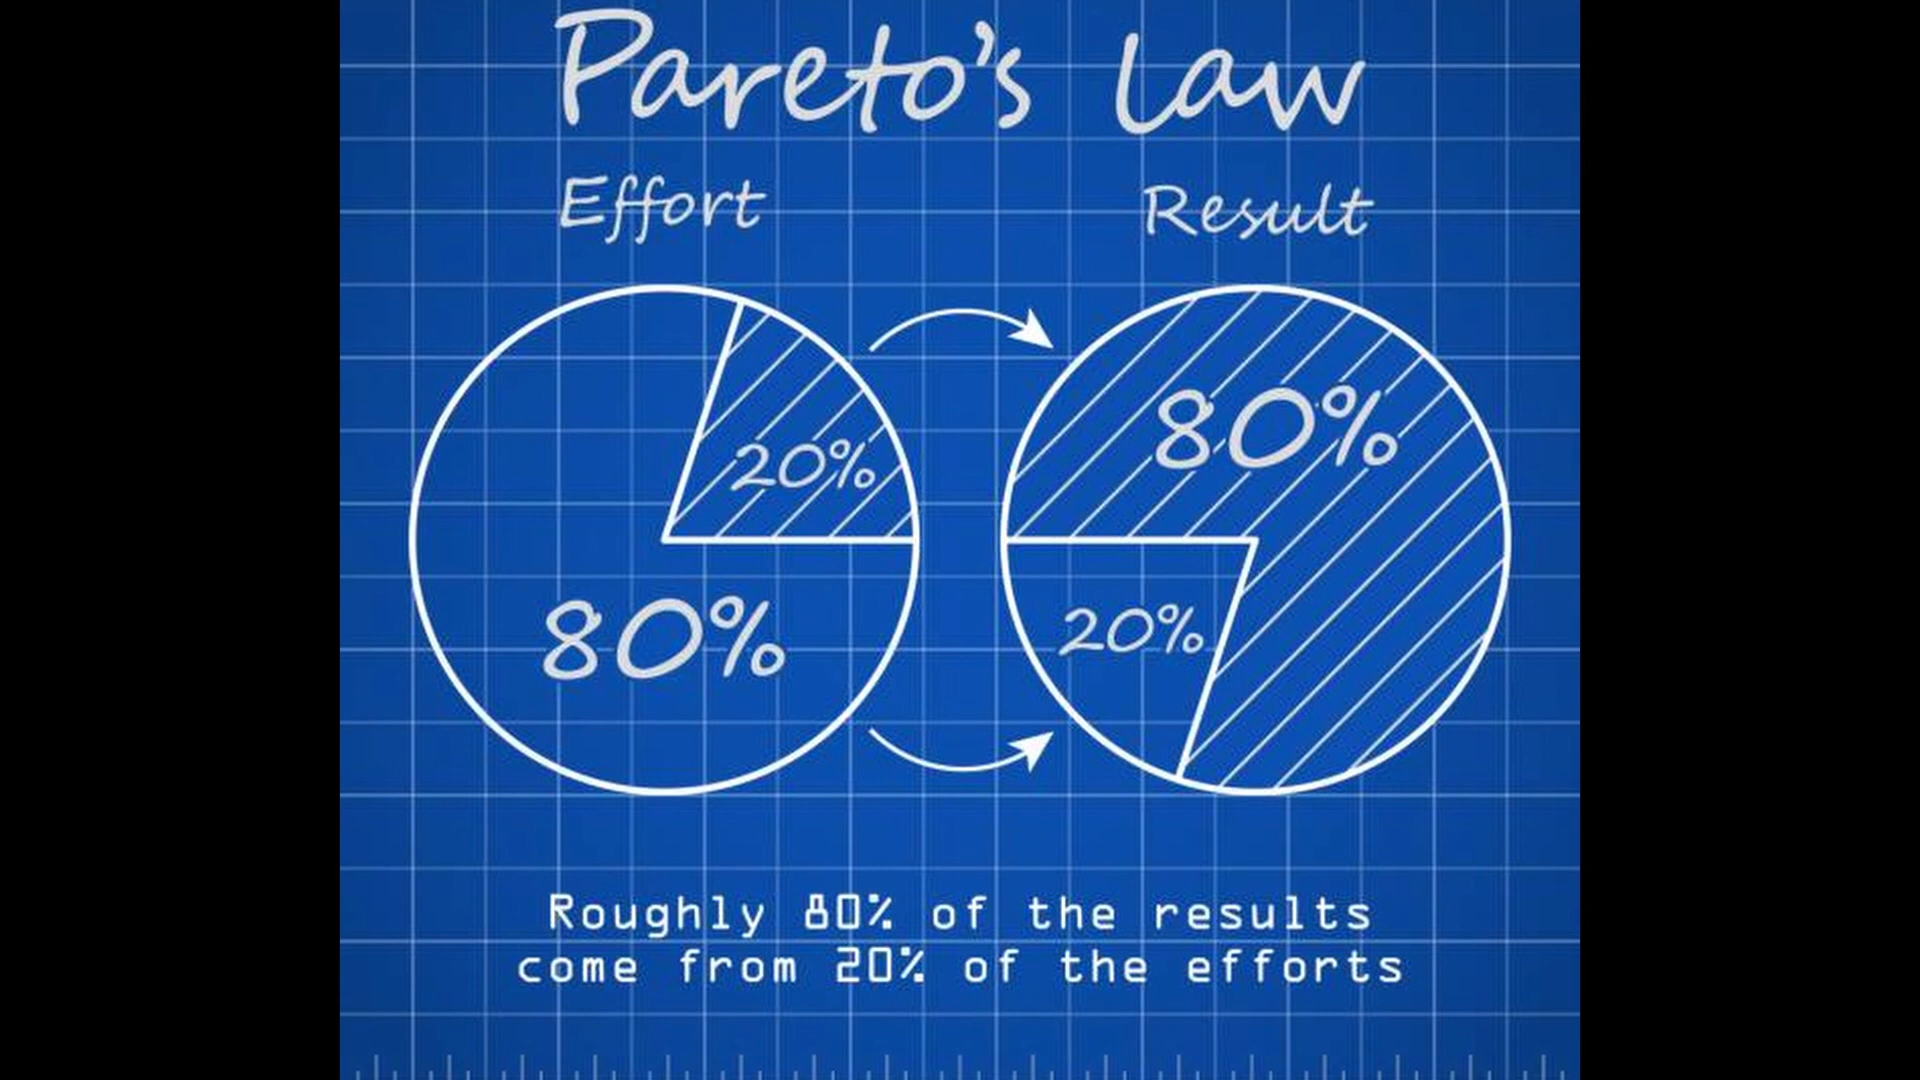 Pareto's law
Effort
Result
20%
80%
80%
20%
Roughly 80% of the results
come from 20% of the efforts